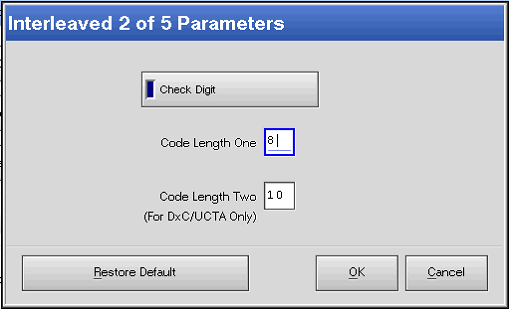 Interleaved 2 of 5 Parameters
Check Digit
Code Length One 8
Code Length Two 10
(For DxC/UCTA Only)
Restore Default OK Cancel